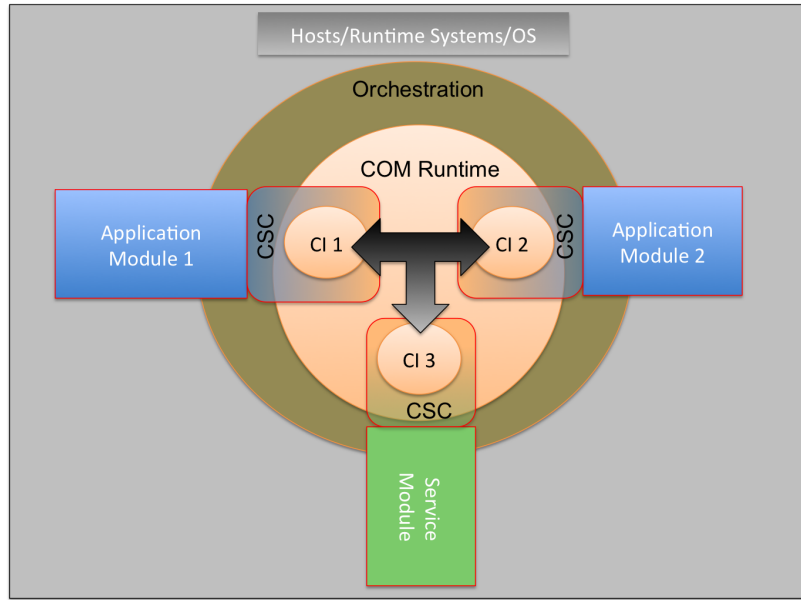 Hosts/Runtime Systems/OS
Orchestration
COM Runtime
Application
Module 1
CSC
CI 1
CI 2
CSC
Application
Module 2
CI 3
CSC
Service
Module